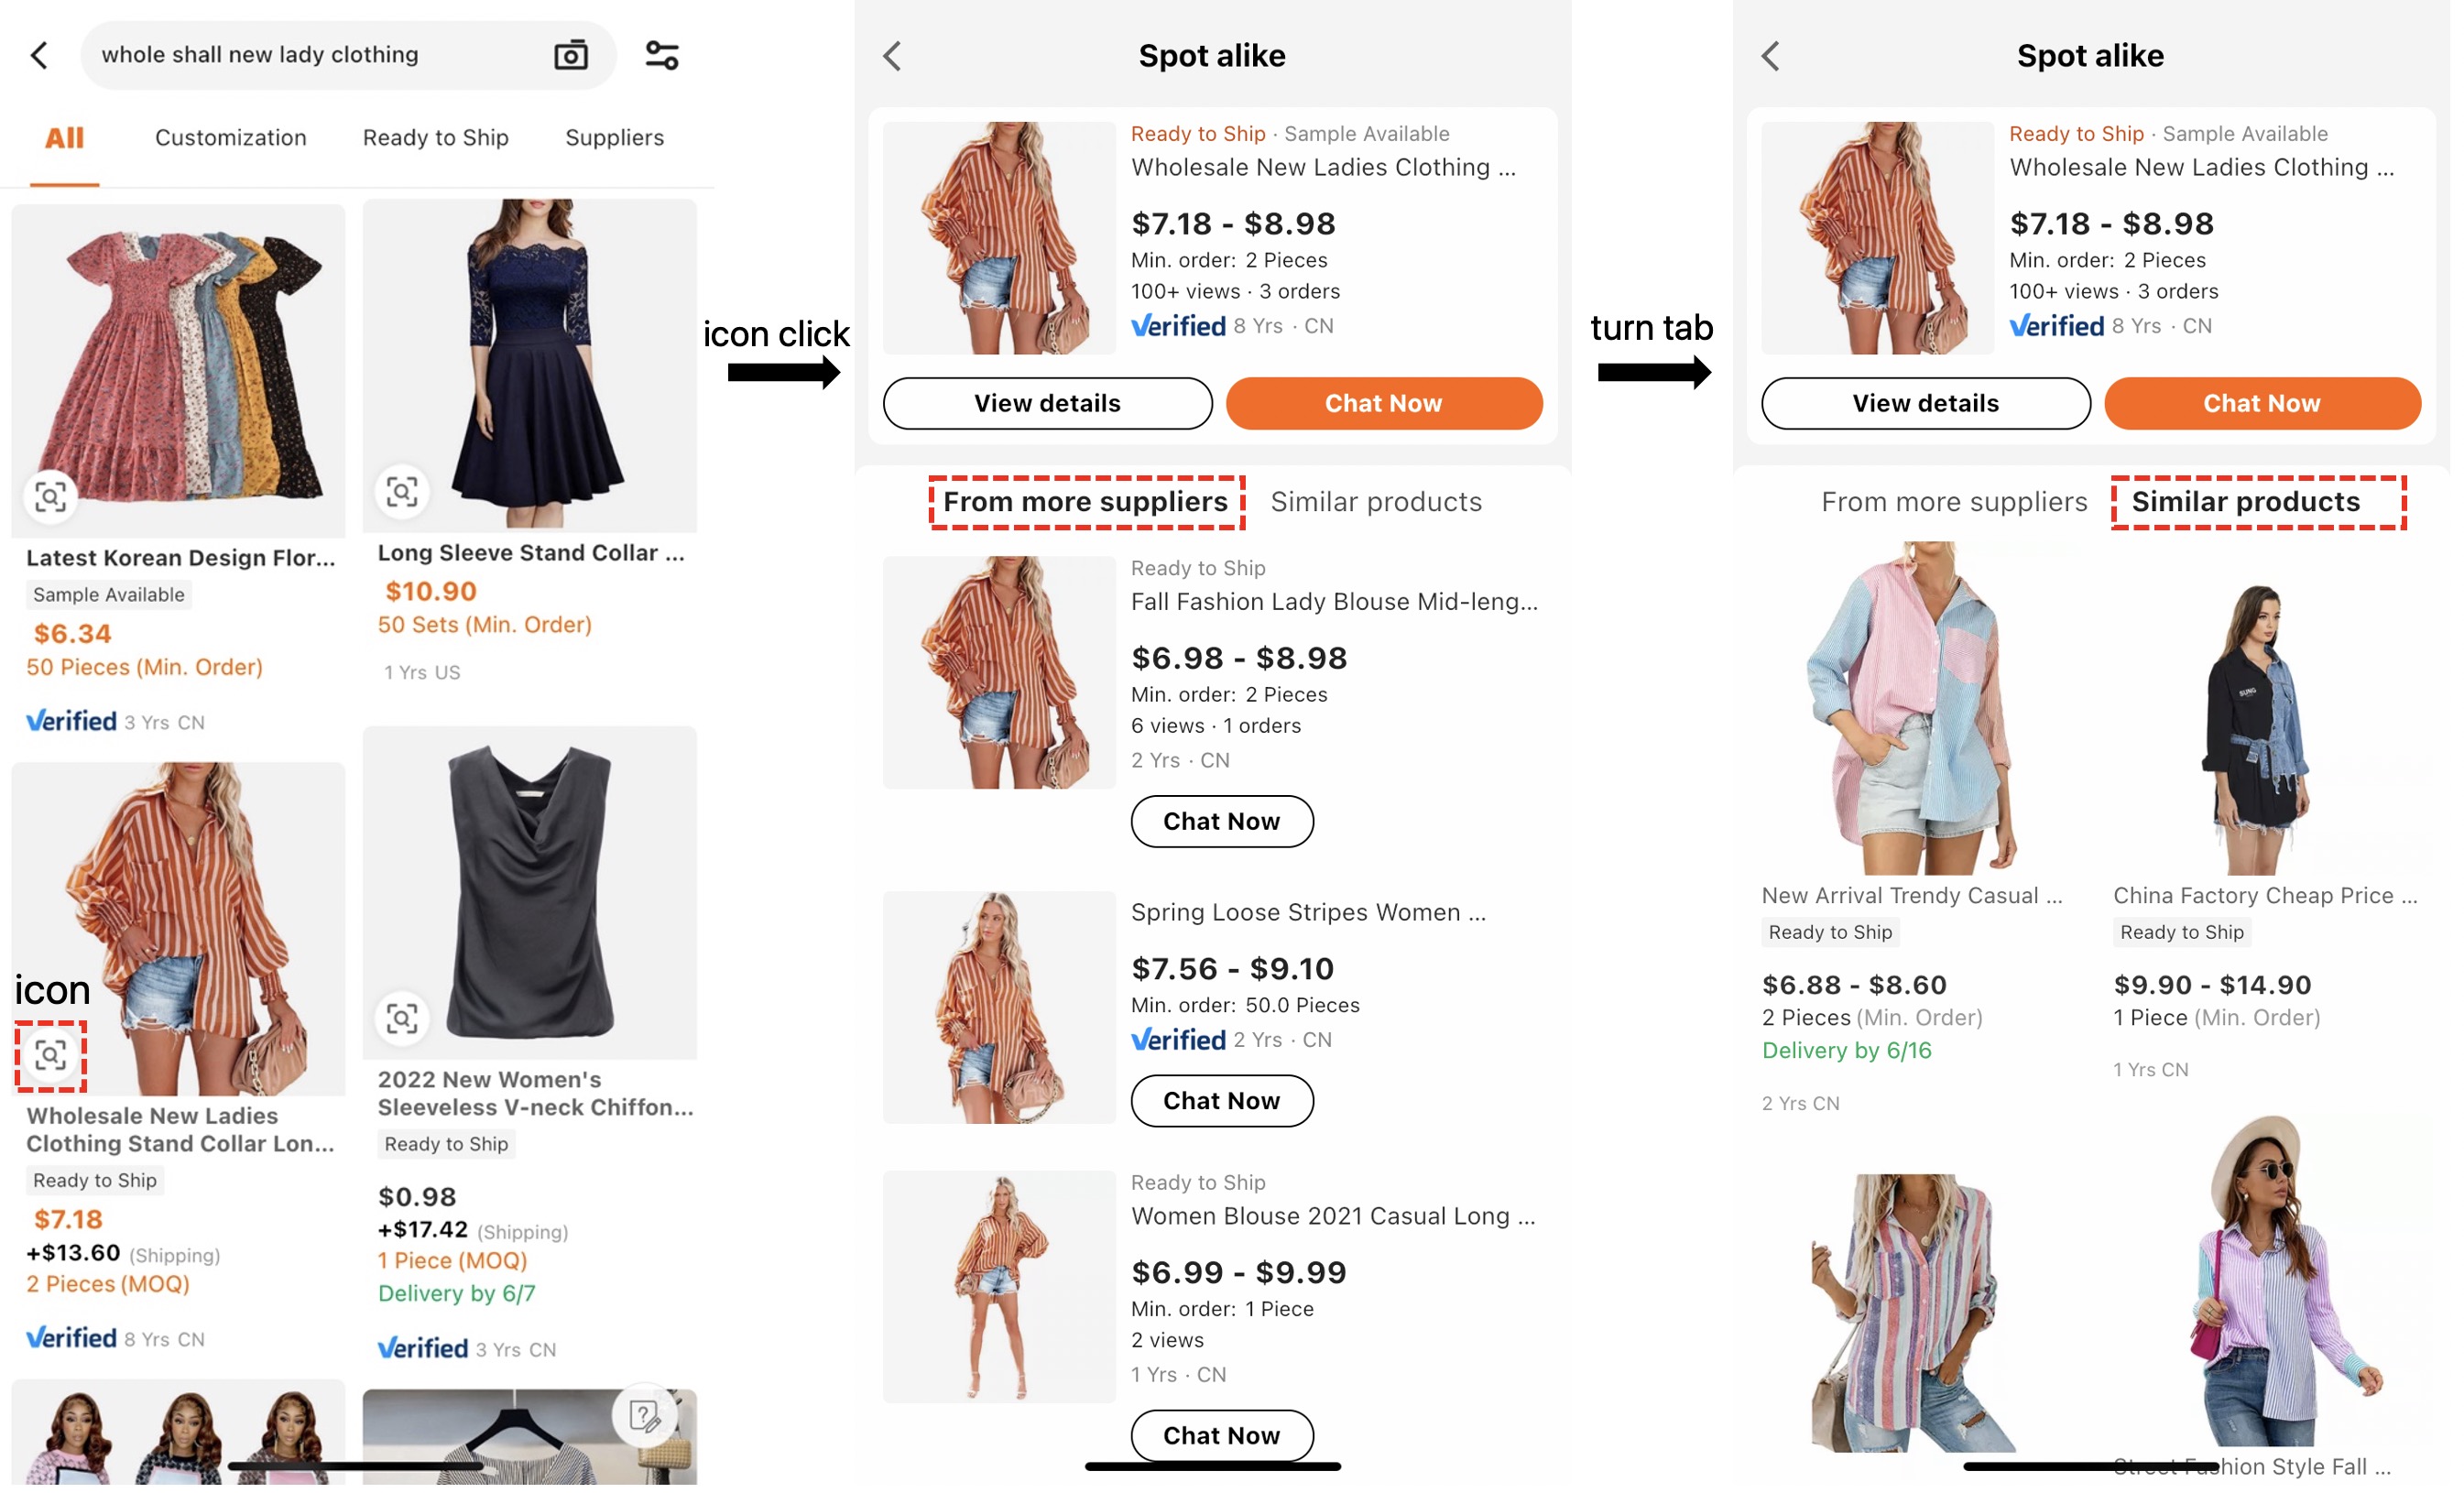 whole shall new lady clothing
All
Customization
Ready to Ship
Suppliers
Latest Korean Design Flor...
Sample Available
$6.34
50 Pieces (Min. Order)
Verified 3 Yrs CN
Long Sleeve Stand Collar ...
$10.90
50 Sets (Min. Order)
1 Yrs US
icon
Wholesale New Ladies
Clothing Stand Collar Lon...
Ready to Ship
$7.18
+$13.60 (Shipping)
2 Pieces (MOQ)
Verified 8 Yrs CN
2022 New Women's
Sleeveless V-neck Chiffon...
Ready to Ship
$0.98
+$17.42 (Shipping)
1 Piece (MOQ)
Delivery by 6/7
Verified 3 Yrs CN
icon click
Spot alike
Ready to Ship · Sample Available
Wholesale New Ladies Clothing ...
$7.18 - $8.98
Min. order: 2 Pieces
100+ views · 3 orders
Verified 8 Yrs · CN
View details
Chat Now
From more suppliers
Similar products
Ready to Ship
Fall Fashion Lady Blouse Mid-leng...
$6.98 - $8.98
Min. order: 2 Pieces
6 views · 1 orders
2 Yrs · CN
Chat Now
Spring Loose Stripes Women ...
$7.56 - $9.10
Min. order: 50.0 Pieces
Verified 2 Yrs · CN
Chat Now
Ready to Ship
Women Blouse 2021 Casual Long ...
$6.99 - $9.99
Min. order: 1 Piece
2 views
1 Yrs · CN
Chat Now
turn tab
Spot alike
Ready to Ship · Sample Available
Wholesale New Ladies Clothing ...
$7.18 - $8.98
Min. order: 2 Pieces
100+ views · 3 orders
Verified 8 Yrs · CN
View details
Chat Now
From more suppliers
Similar products
New Arrival Trendy Casual ...
Ready to Ship
$6.88 - $8.60
2 Pieces (Min. Order)
Delivery by 6/16
2 Yrs CN
SUNG
China Factory Cheap Price ...
Ready to Ship
$9.90 - $14.90
1 Piece (Min. Order)
1 Yrs CN
Street Fashion Style Fall ...